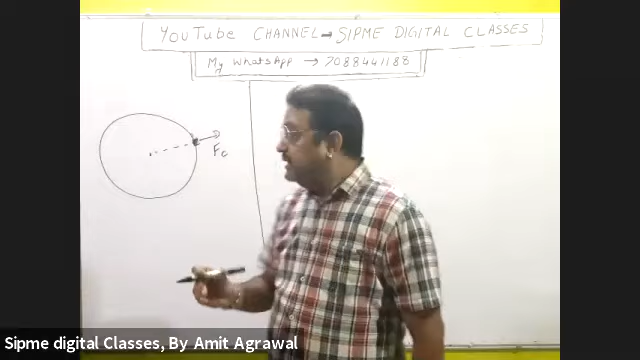 YouTube CHANNEL → SIPME DIGITAL CLASSES
My WhatsApp → 7088441188
Fc
Sipme digital Classes, By Amit Agrawal